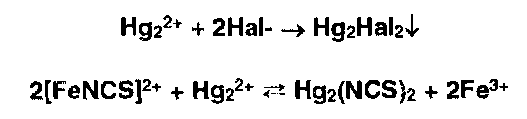 Hg₂²⁺ + 2Hal- → Hg₂Hal₂↓
2[FeNCS]²⁺ + Hg₂²⁺ ⇄ Hg₂(NCS)₂ + 2Fe³⁺